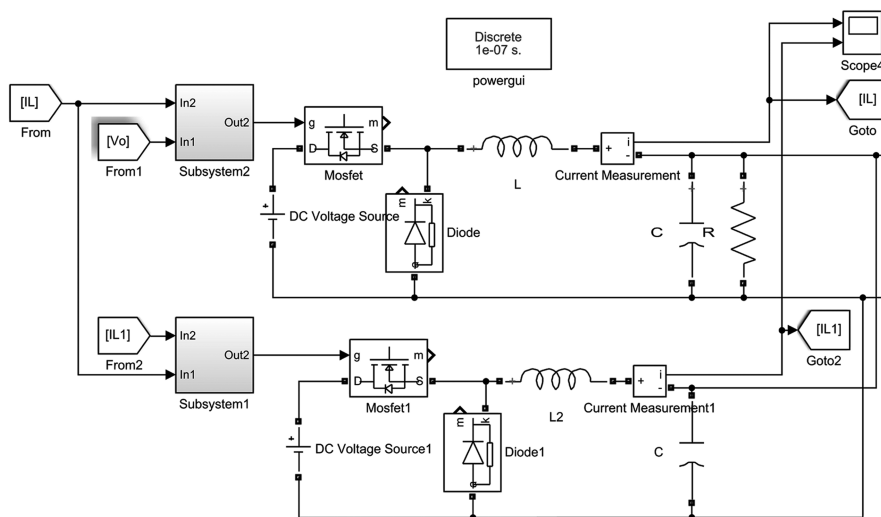 Discrete
1e-07 s.
powergui
Scope4
[IL]
From
In2
In1
Out2
Subsystem2
[Vo]
From1
g
m
D
S
Mosfet
L
i
+
-
Current Measurement
[IL]
Goto
+
DC Voltage Source
m
k
a
Diode
+
C
R
+
[IL1]
From2
In2
In1
Out2
Subsystem1
g
m
D
S
Mosfet1
+
L2
i
+
-
Current Measurement1
[IL1]
Goto2
+
DC Voltage Source1
m
k
a
Diode1
C